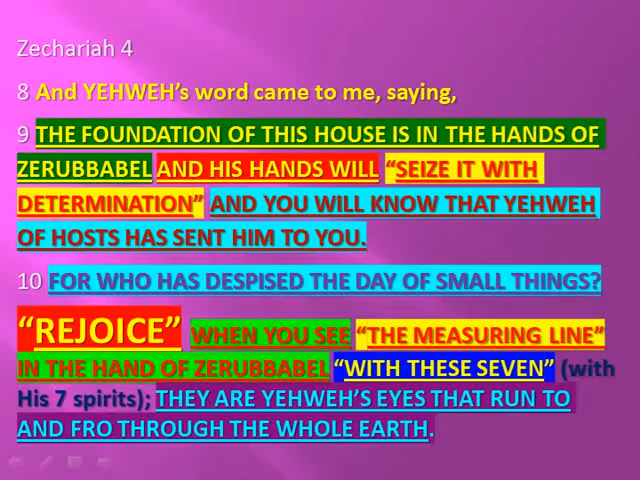 Zechariah 4
8 And YEHWEH’s word came to me, saying,
9 THE FOUNDATION OF THIS HOUSE IS IN THE HANDS OF
ZERUBBABEL AND HIS HANDS WILL “SEIZE IT WITH
DETERMINATION” AND YOU WILL KNOW THAT YEHWEH
OF HOSTS HAS SENT HIM TO YOU.
10 FOR WHO HAS DESPISED THE DAY OF SMALL THINGS?
“REJOICE” WHEN YOU SEE “THE MEASURING LINE”
IN THE HAND OF ZERUBBABEL “WITH THESE SEVEN” (with
His 7 spirits); THEY ARE YEHWEH’S EYES THAT RUN TO
AND FRO THROUGH THE WHOLE EARTH.